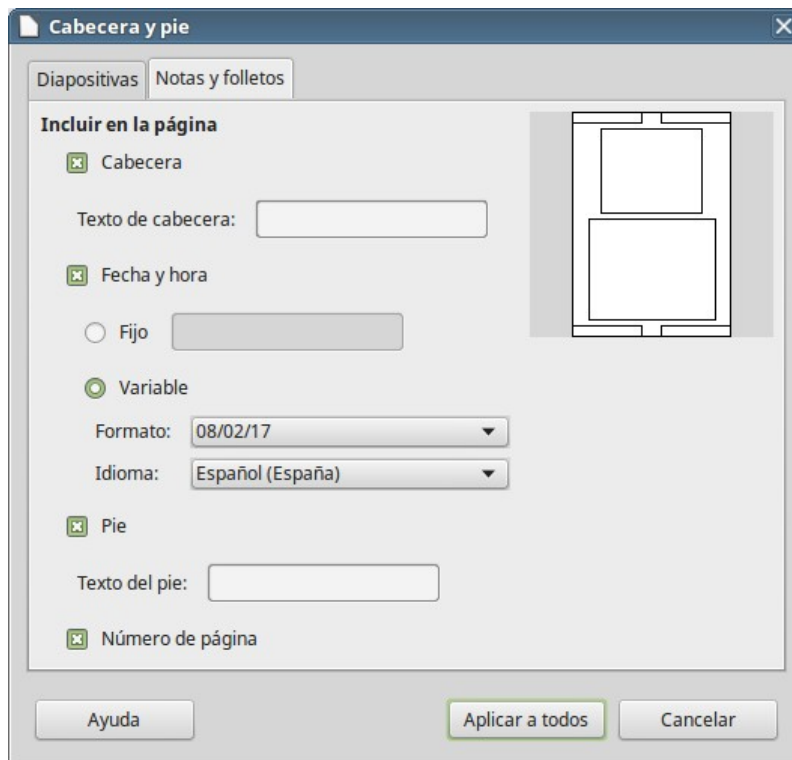 Cabecera y pie
Diapositivas Notas y folletos
Incluir en la página
Cabecera
Texto de cabecera:
Fecha y hora
Fijo
Variable
Formato: 08/02/17
Idioma: Español (España)
Pie
Texto del pie:
Número de página
Ayuda Aplicar a todos Cancelar